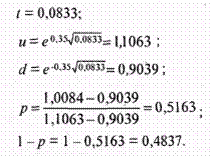 t = 0,0833;
u = e^{0,35√0,0833} = 1,1063 ;
d = e^{-0,35√0,0833} = 0,9039 ;
p = \frac{1,0084 − 0,9039}{1,1063 − 0,9039} = 0,5163 ;
1 − p = 1 − 0,5163 = 0,4837.